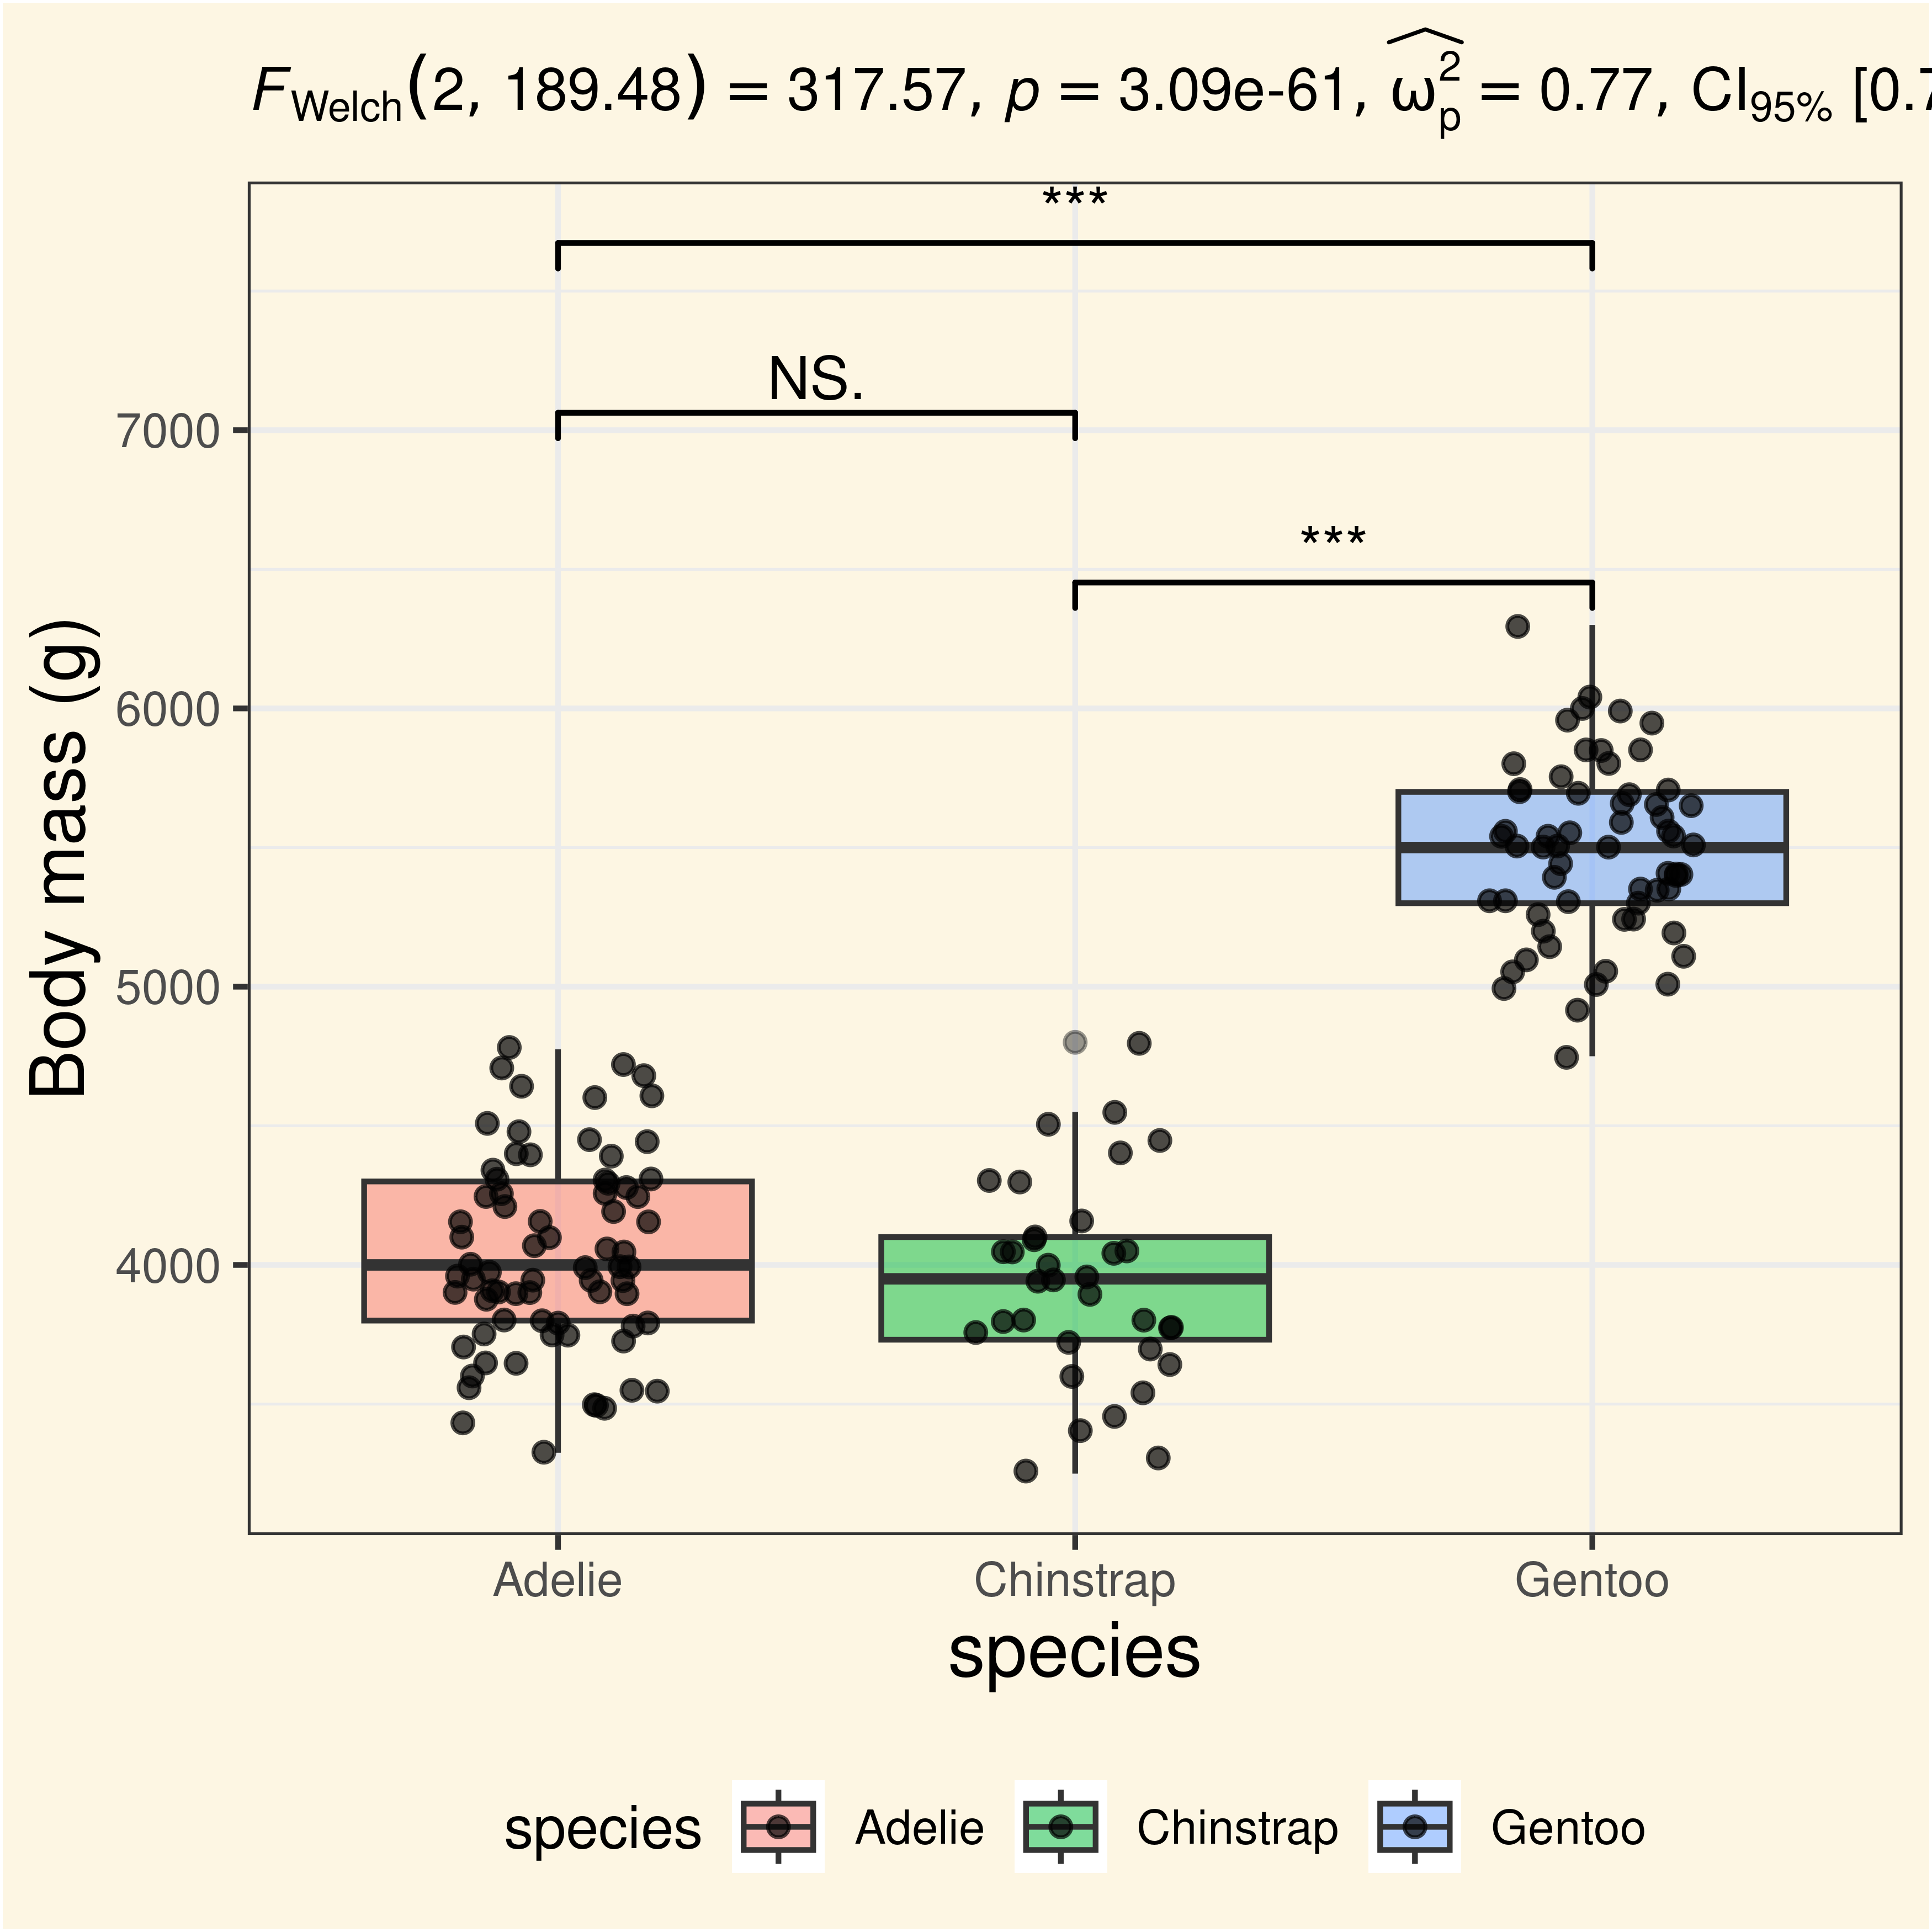 F Welch (2, 189.48) = 317.57, p = 3.09e-61, ω̂²p = 0.77, CI95% [0.7
***
NS.
***
7000
6000
5000
4000
Body mass (g)
Adelie Chinstrap Gentoo
species
species Adelie Chinstrap Gentoo